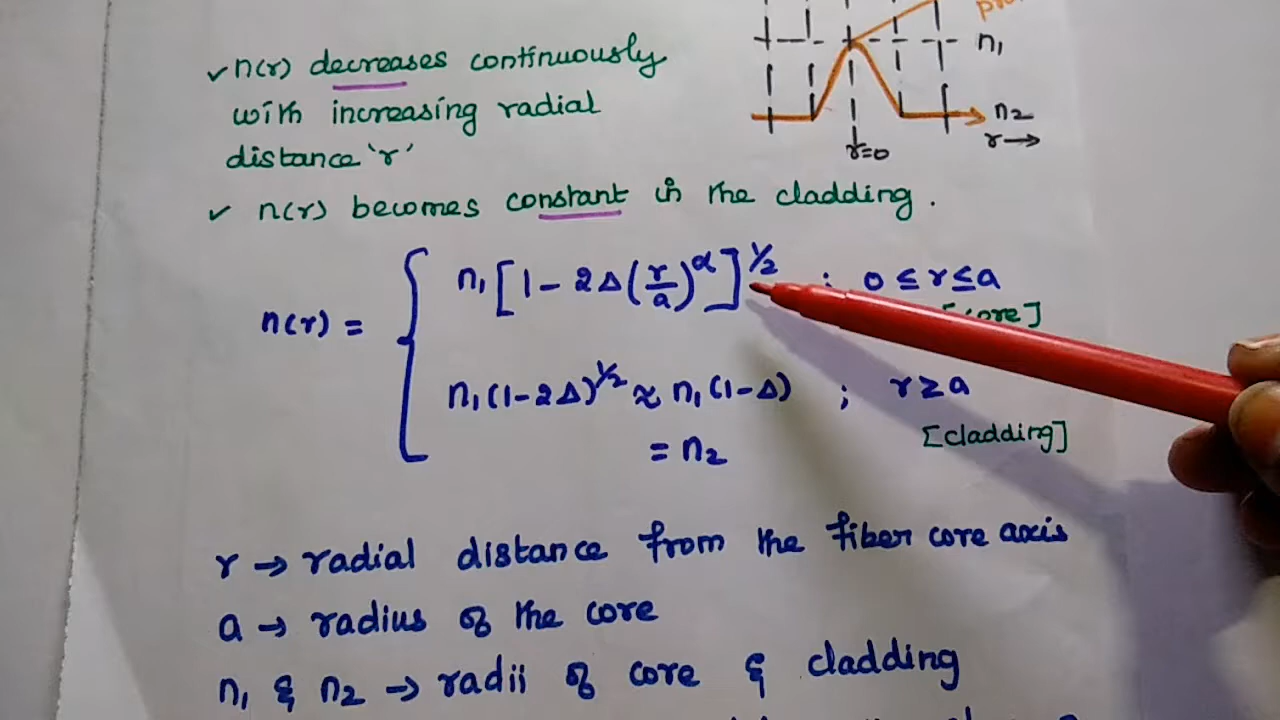 n₁
n₂
r→
r=0
✓ n(r) decreases continuously
with increasing radial
distance 'r'
✓ n(r) becomes constant in the cladding.
n(r) = { n₁[1-2Δ(r/a)^α]^1/2 ; 0 ≤ r ≤ a
[core]
n₁(1-2Δ)^1/2 ≈ n₁(1-Δ) ; r ≥ a
= n₂ [cladding]
r → radial distance from the fiber core axis
a → radius of the core
n₁ & n₂ → radii of core & cladding